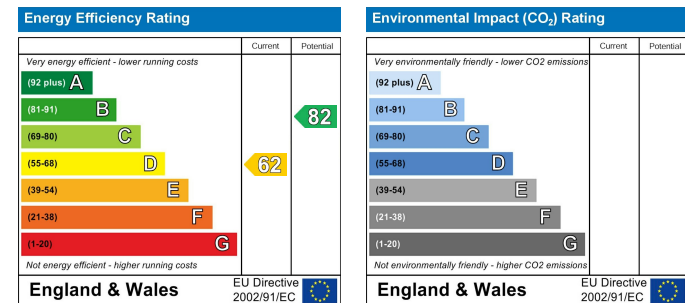 Energy Efficiency Rating
Current Potential
Very energy efficient - lower running costs
(92 plus) A
(81-91) B
82
(69-80) C
(55-68) D
62
(39-54) E
(21-38) F
(1-20) G
Not energy efficient - higher running costs
England & Wales
EU Directive
2002/91/EC
Environmental Impact (CO₂) Rating
Current Potential
Very environmentally friendly - lower CO2 emissions
(92 plus) A
(81-91) B
(69-80) C
(55-68) D
(39-54) E
(21-38) F
(1-20) G
Not environmentally friendly - higher CO2 emissions
England & Wales
EU Directive
2002/91/EC